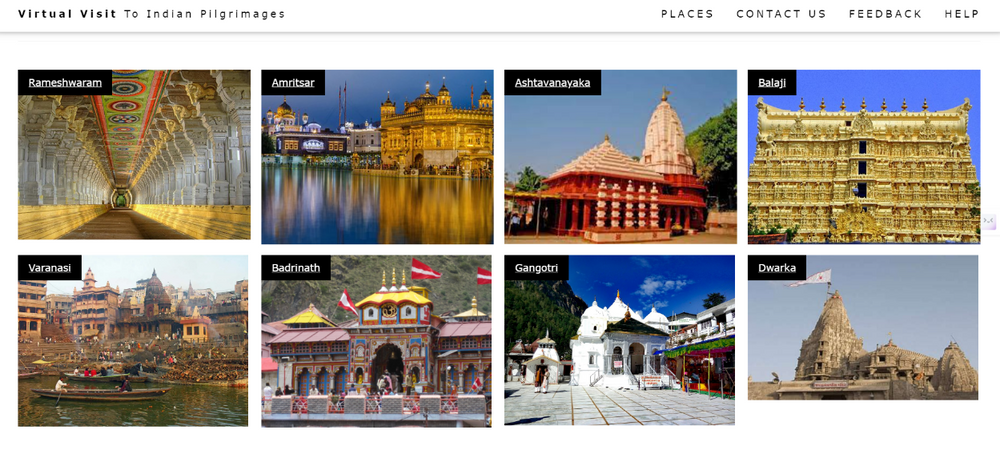 Virtual Visit To Indian Pilgrimages
PLACES CONTACT US FEEDBACK HELP
Rameshwaram
Amritsar
Ashtavanayaka
Balaji
Varanasi
Badrinath
Gangotri
Dwarka